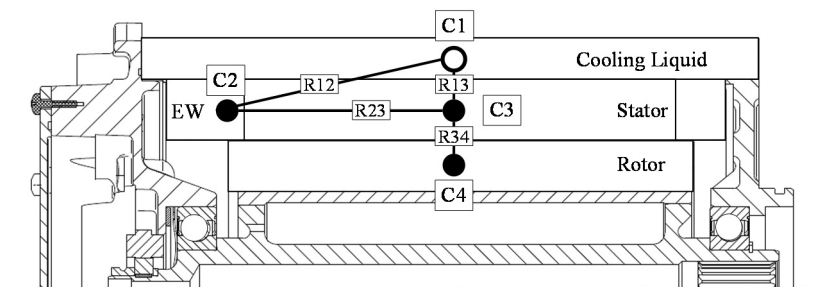 C1
Cooling Liquid
C2
R12
R13
EW
R23
C3
Stator
R34
Rotor
C4